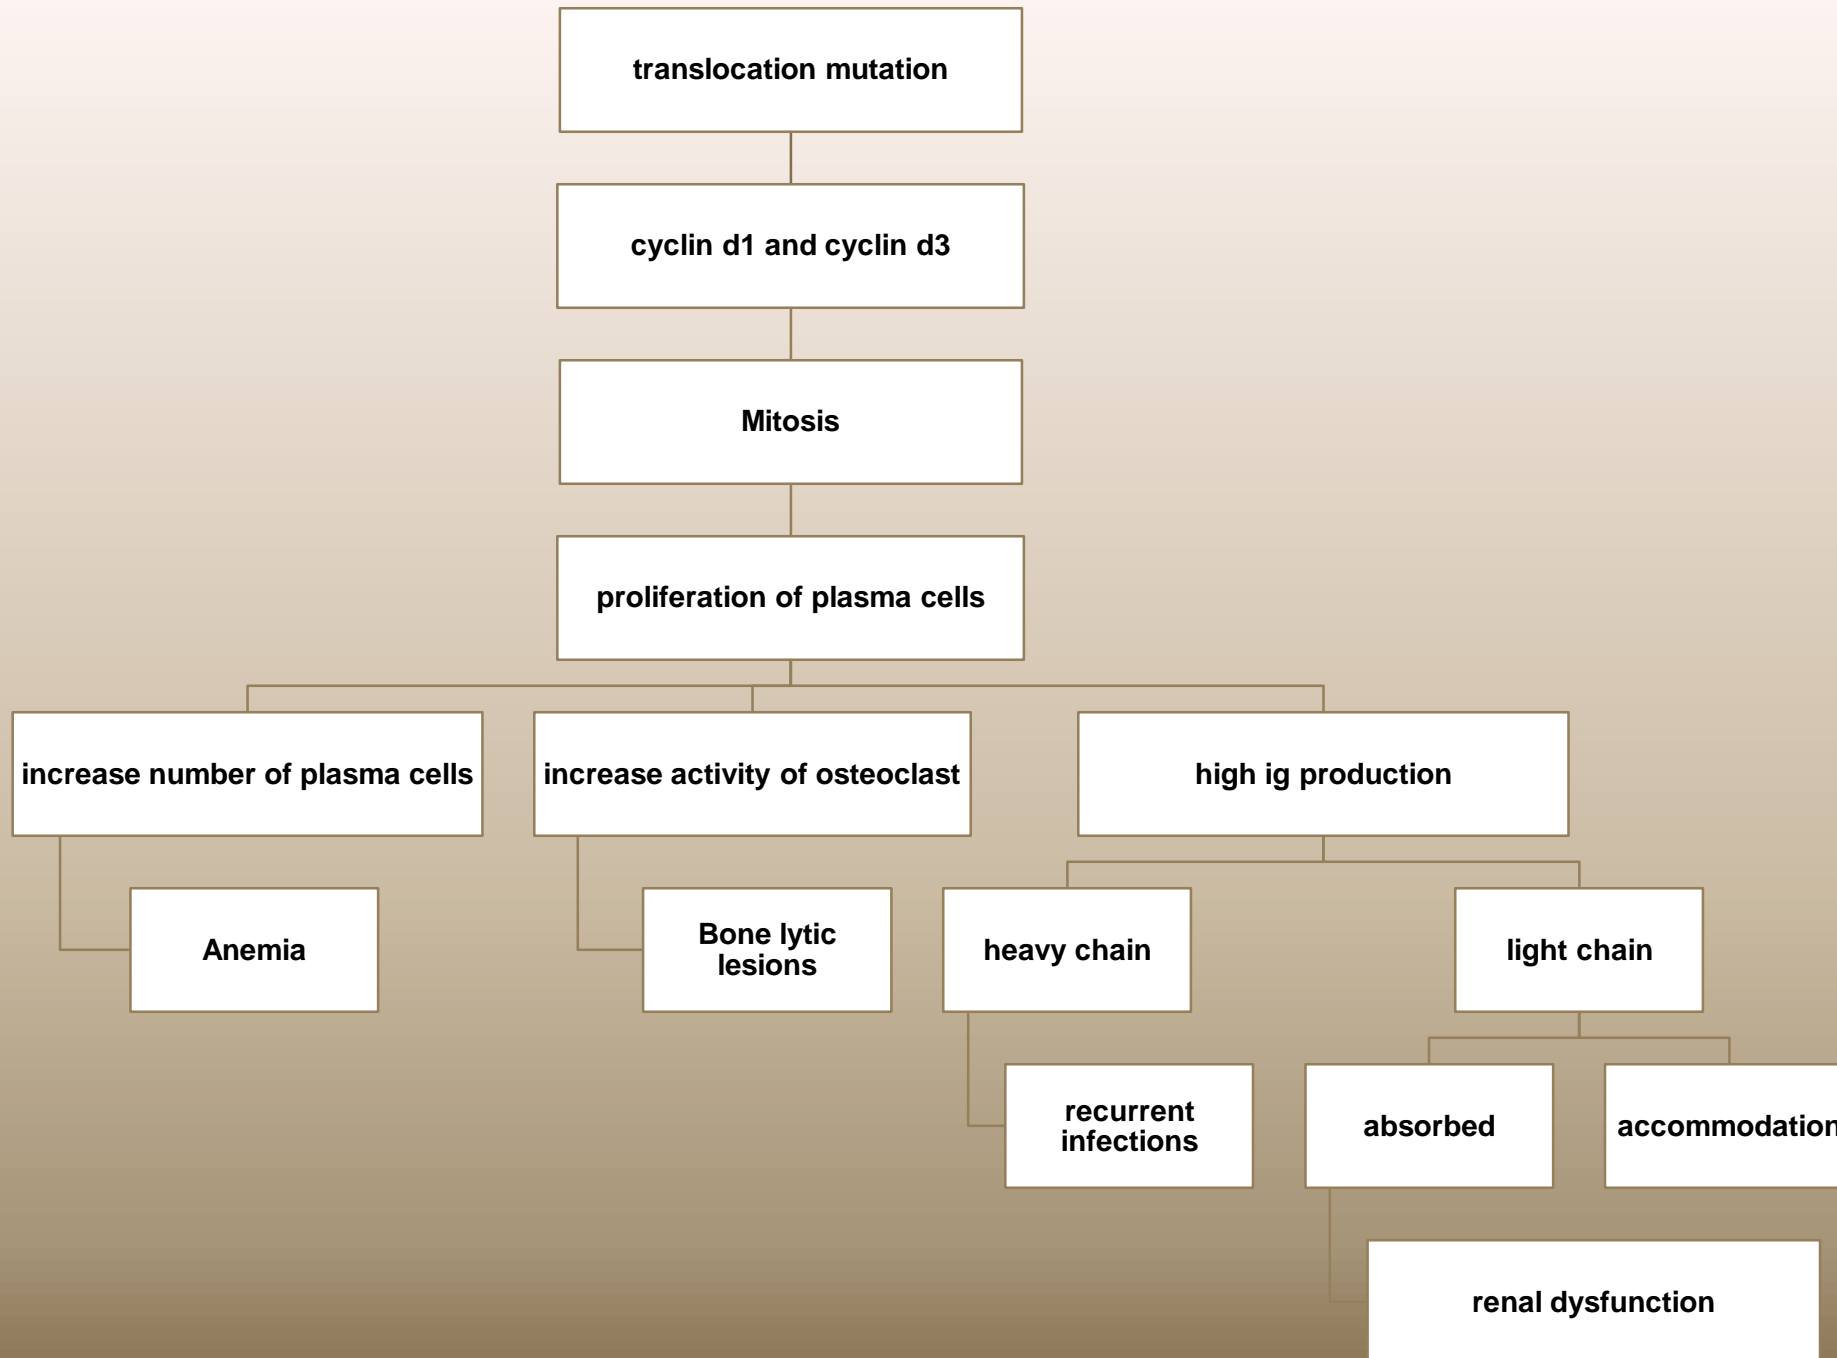 translocation mutation
cyclin d1 and cyclin d3
Mitosis
proliferation of plasma cells
increase number of plasma cells
increase activity of osteoclast
high ig production
Anemia
Bone lytic
lesions
heavy chain
light chain
recurrent
infections
absorbed
accommodation
renal dysfunction